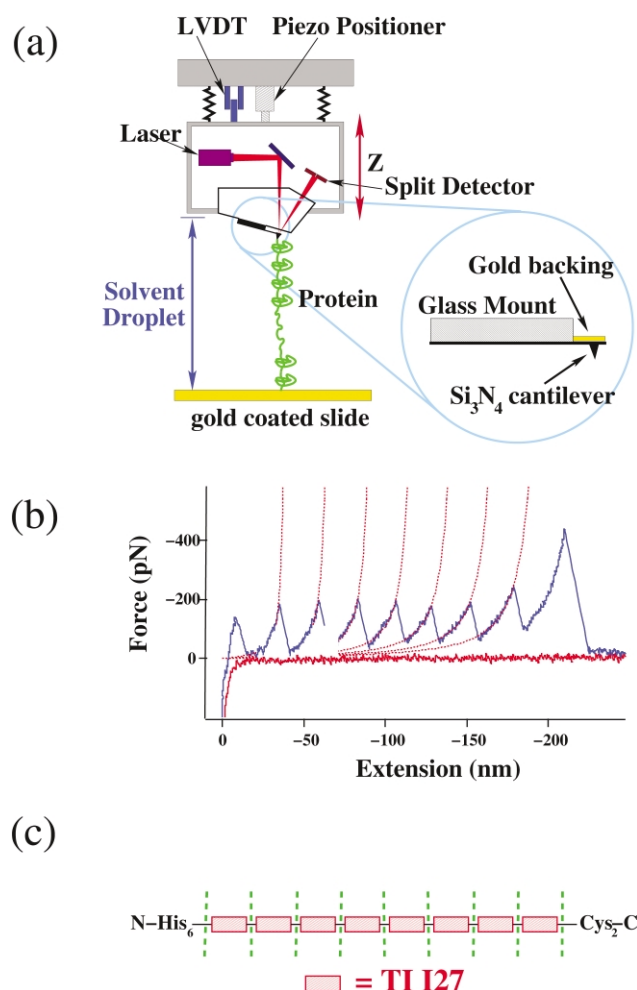 (a)
LVDT
Piezo Positioner
Laser
Z
Split Detector
Solvent
Droplet
Protein
Gold backing
Glass Mount
Si₃N₄ cantilever
gold coated slide
(b)
Force (pN)
−400
−200
0
0 −50 −100 −150 −200
Extension (nm)
(c)
N−His₆ Cys₂−C
= TI I27